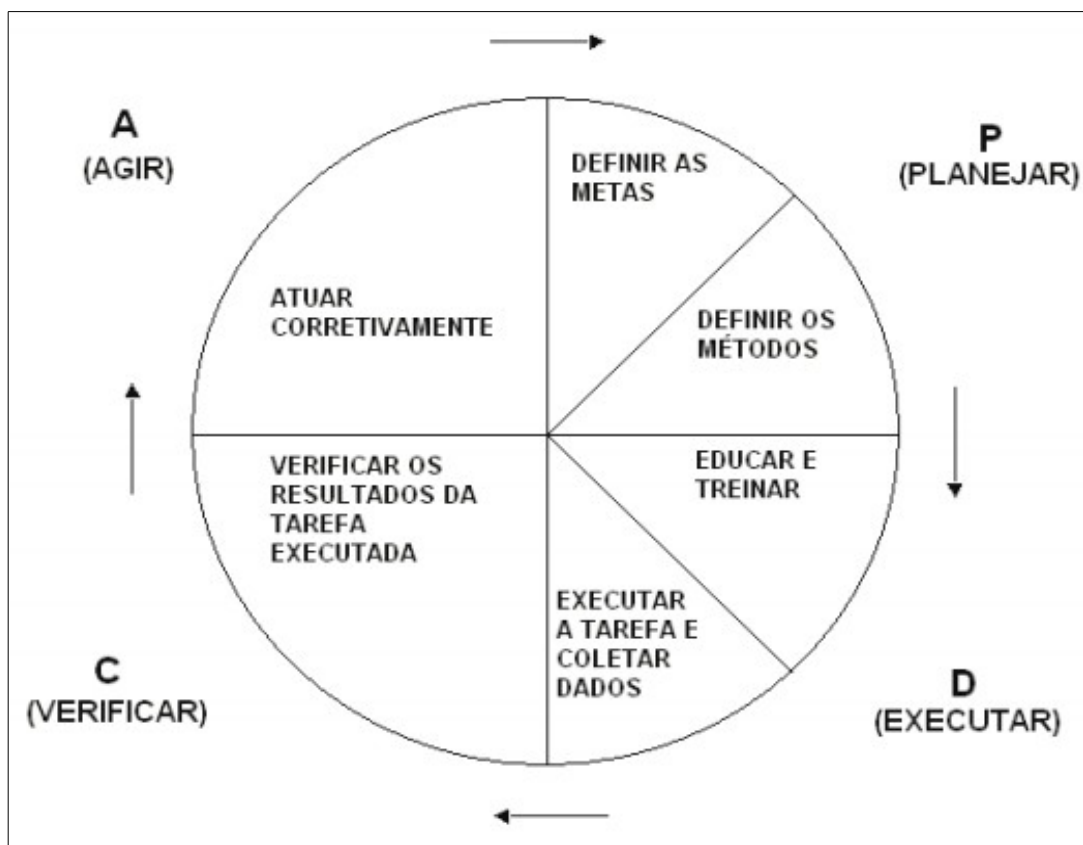 A
(AGIR)
P
(PLANEJAR)
DEFINIR AS
METAS
ATUAR
CORRETIVAMENTE
DEFINIR OS
MÉTODOS
VERIFICAR OS
RESULTADOS DA
TAREFA
EXECUTADA
EDUCAR E
TREINAR
EXECUTAR
A TAREFA E
COLETAR
DADOS
C
(VERIFICAR)
D
(EXECUTAR)